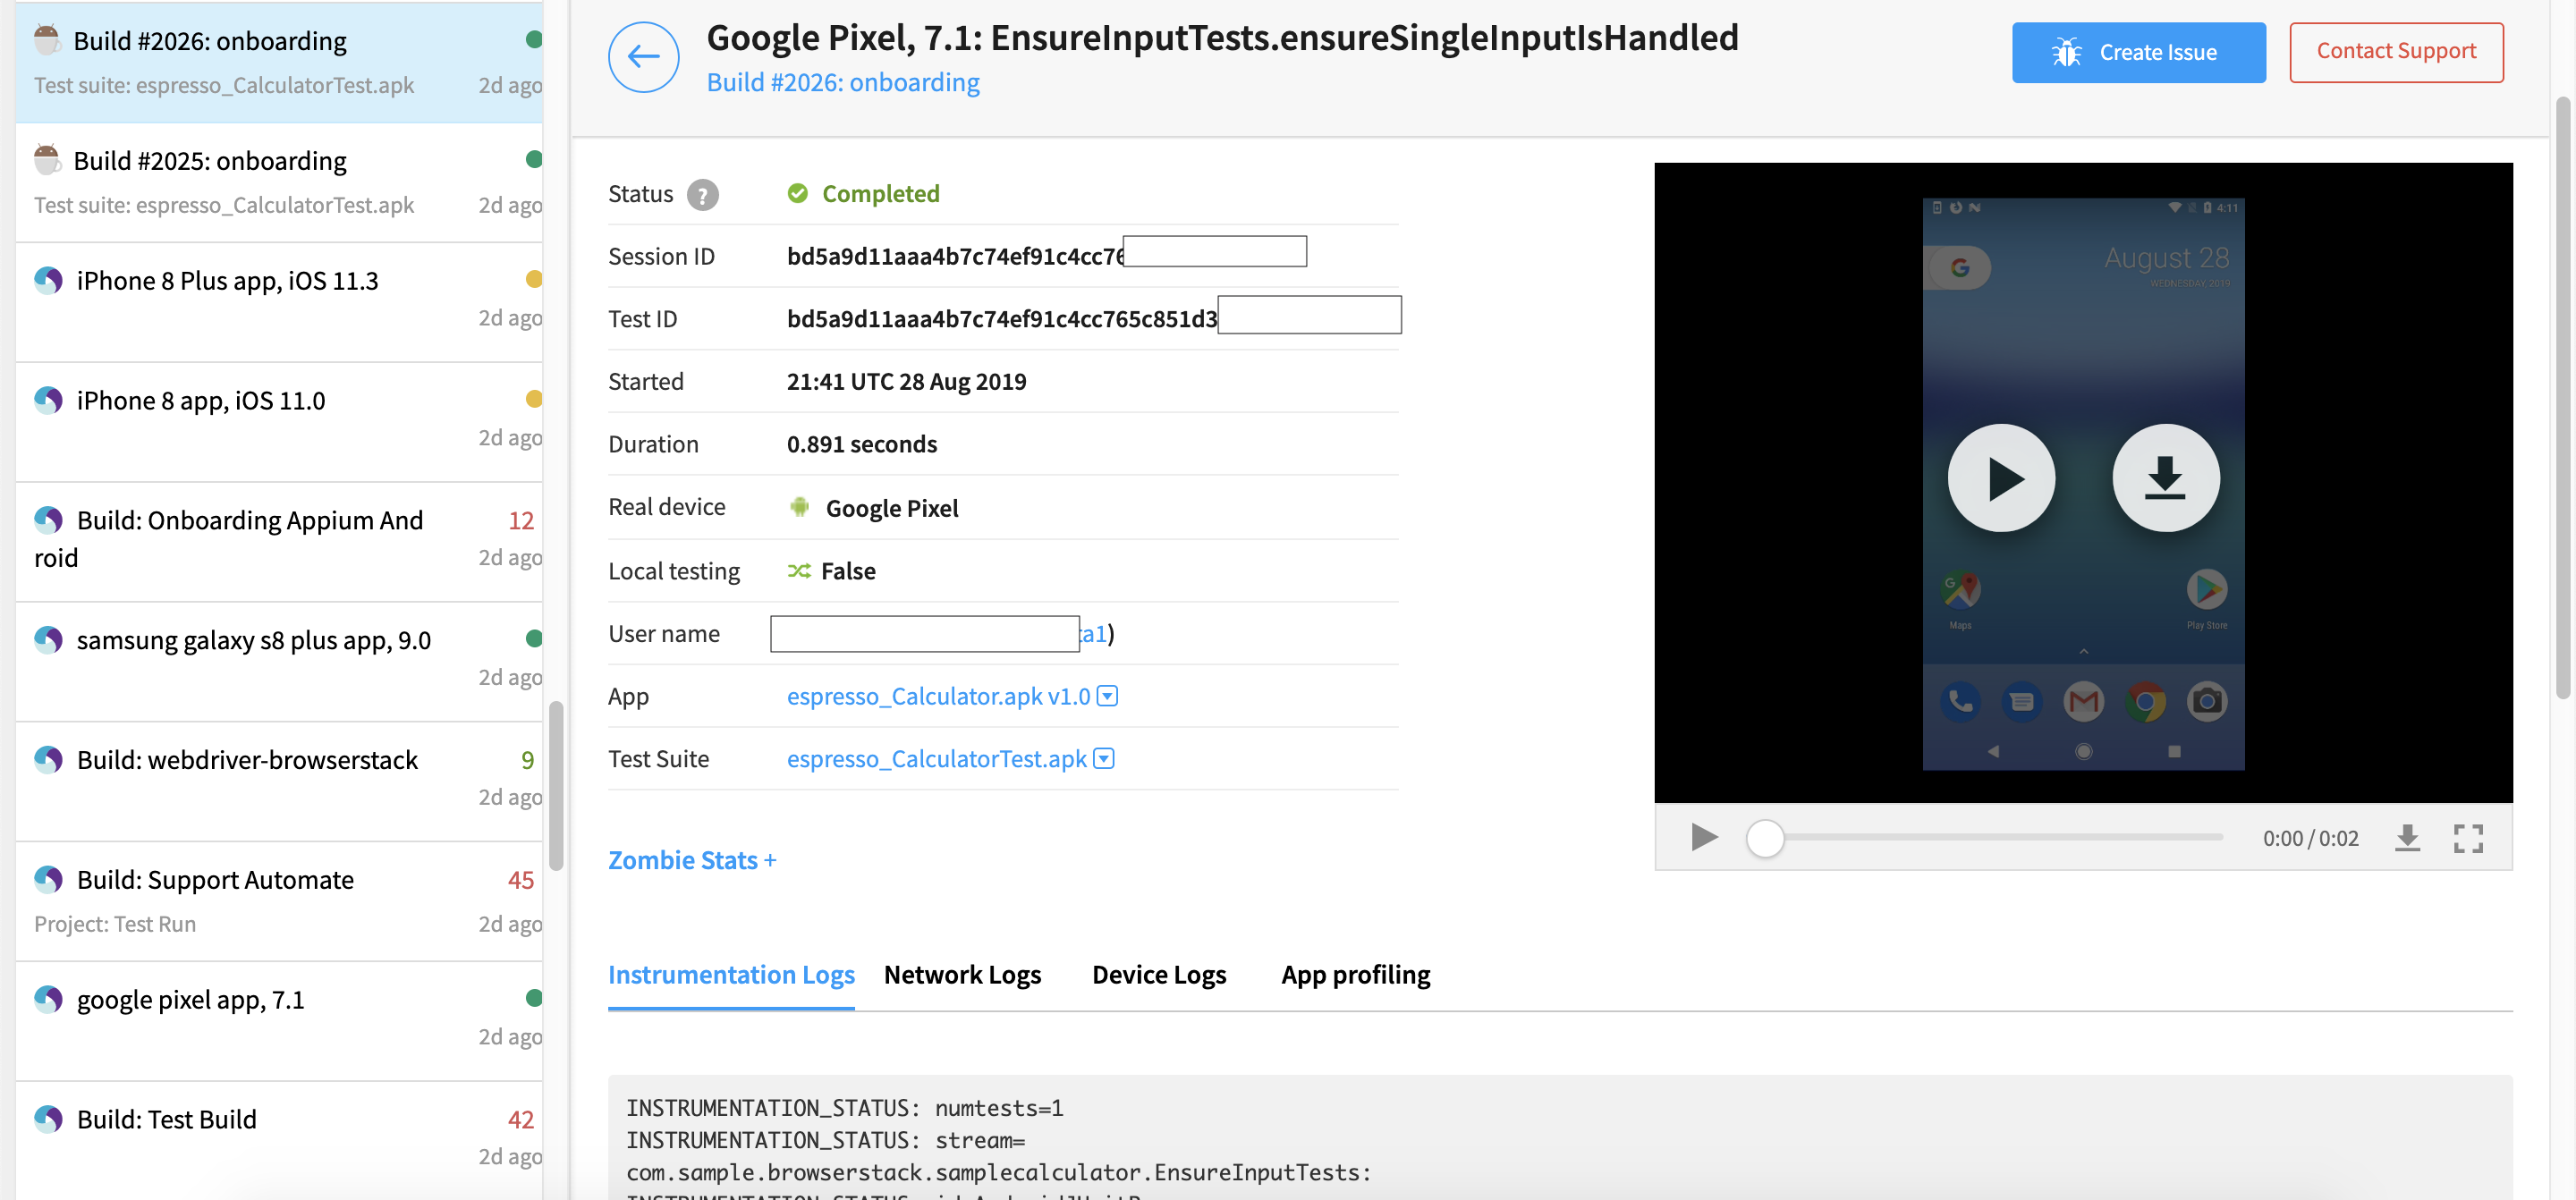 Build #2026: onboarding
Test suite: espresso_CalculatorTest.apk 2d ago
Build #2025: onboarding
Test suite: espresso_CalculatorTest.apk 2d ago
iPhone 8 Plus app, iOS 11.3
2d ago
iPhone 8 app, iOS 11.0
2d ago
Build: Onboarding Appium And 12
roid 2d ago
samsung galaxy s8 plus app, 9.0
2d ago
Build: webdriver-browserstack 9
2d ago
Build: Support Automate 45
Project: Test Run 2d ago
google pixel app, 7.1
2d ago
Build: Test Build 42
2d ago
Google Pixel, 7.1: EnsureInputTests.ensureSingleInputIsHandled
Build #2026: onboarding
Create Issue
Contact Support
Status ? Completed
Session ID bd5a9d11aaa4b7c74ef91c4cc76
Test ID bd5a9d11aaa4b7c74ef91c4cc765c851d3
Started 21:41 UTC 28 Aug 2019
Duration 0.891 seconds
Real device Google Pixel
Local testing False
User name a1)
App espresso_Calculator.apk v1.0
Test Suite espresso_CalculatorTest.apk
Zombie Stats +
4:11
G
August 28
WEDNESDAY, 2019
Maps
Play Store
0:00 / 0:02
Instrumentation Logs Network Logs Device Logs App profiling
INSTRUMENTATION_STATUS: numtests=1
INSTRUMENTATION_STATUS: stream=
com.sample.browserstack.samplecalculator.EnsureInputTests: